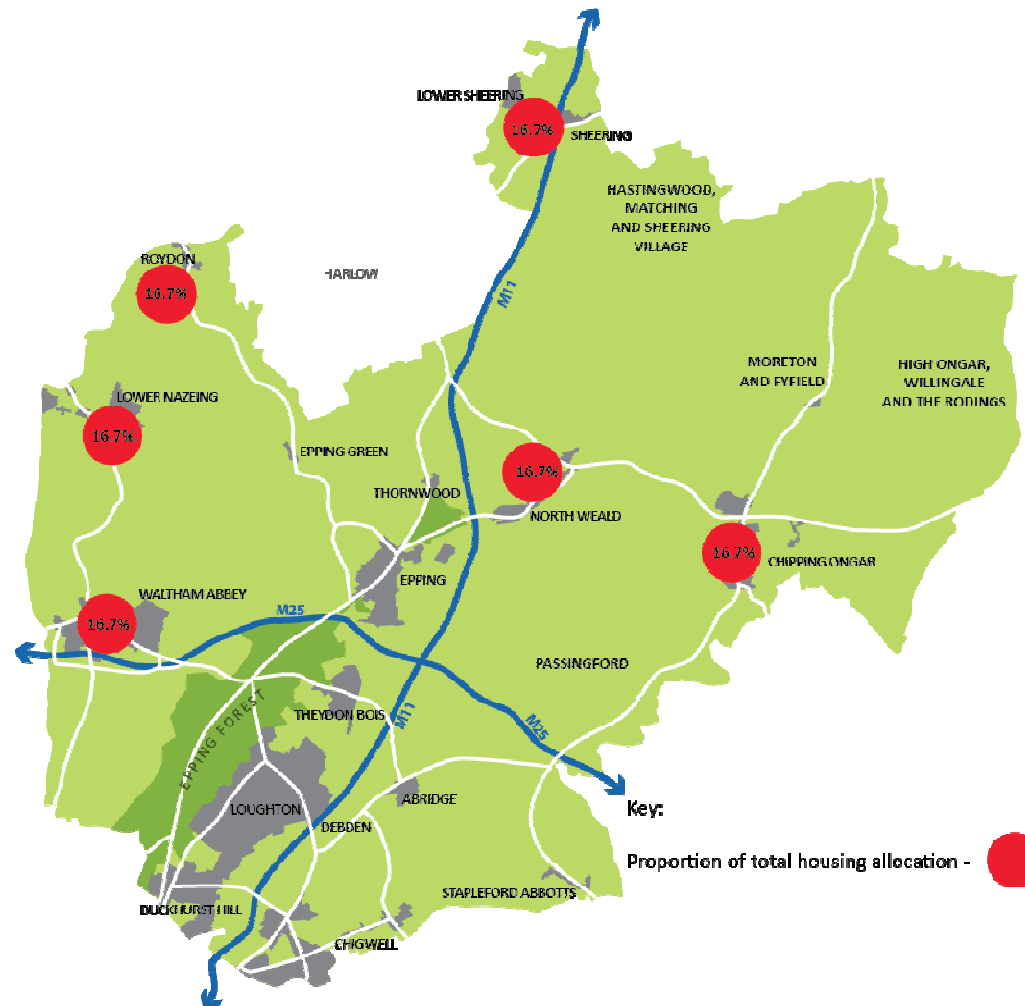 LOWER SHEERING
16.7%
SHEERING
HASTINGWOOD,
MATCHING
AND SHEERING
VILLAGE
ROYDON
HARLOW
16.7%
M11
MORETON
AND FYFIELD
HIGH ONGAR,
WILLINGALE
AND THE RODINGS
LOWER NAZEING
16.7%
EPPING GREEN
THORNWOOD
16.7%
NORTH WEALD
16.7%
CHIPPING ONGAR
EPPING
WALTHAM ABBEY
16.7%
M25
PASSINGFORD
EPPING FOREST
THEYDON BOIS
M11
M25
LOUGHTON
ABRIDGE
DEBDEN
Key:
Proportion of total housing allocation -
STAPLEFORD ABBOTTS
BUCKHURST HILL
CHIGWELL